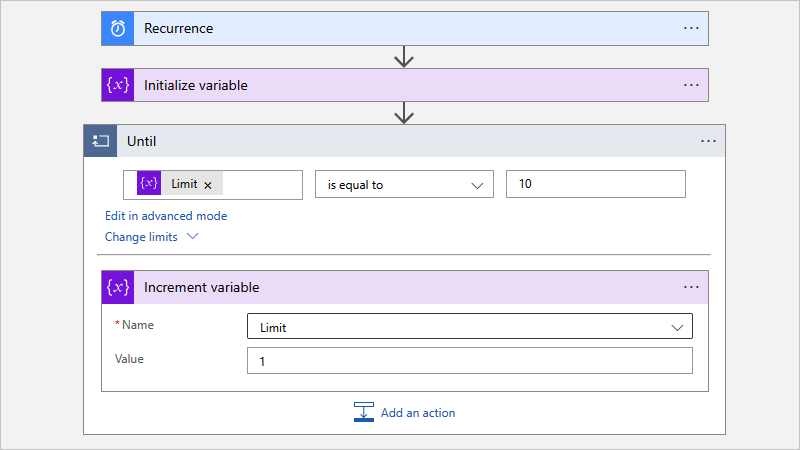 Recurrence ...
{x} Initialize variable ...
Until ...
{x} Limit × is equal to 10
Edit in advanced mode
Change limits
{x} Increment variable ...
* Name Limit
Value 1
Add an action